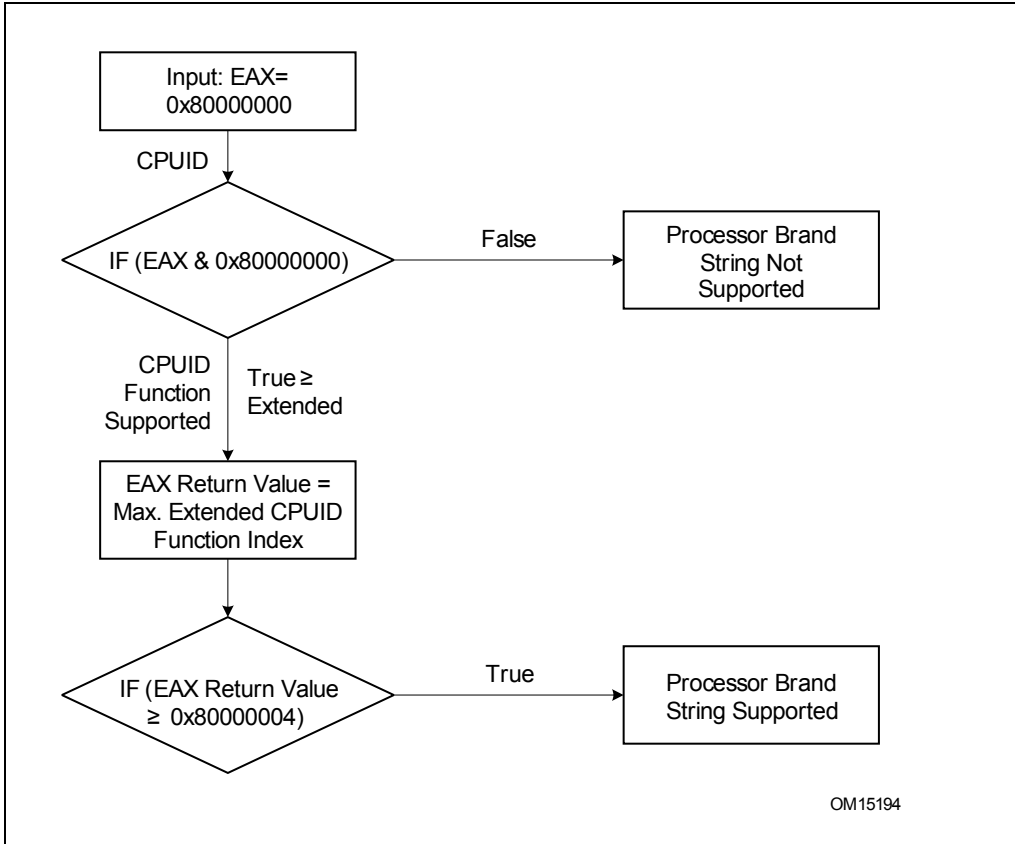 Input: EAX=
0x80000000
CPUID
IF (EAX & 0x80000000)
False
Processor Brand
String Not
Supported
CPUID
Function
Supported
True ≥
Extended
EAX Return Value =
Max. Extended CPUID
Function Index
IF (EAX Return Value
≥ 0x80000004)
True
Processor Brand
String Supported
OM15194